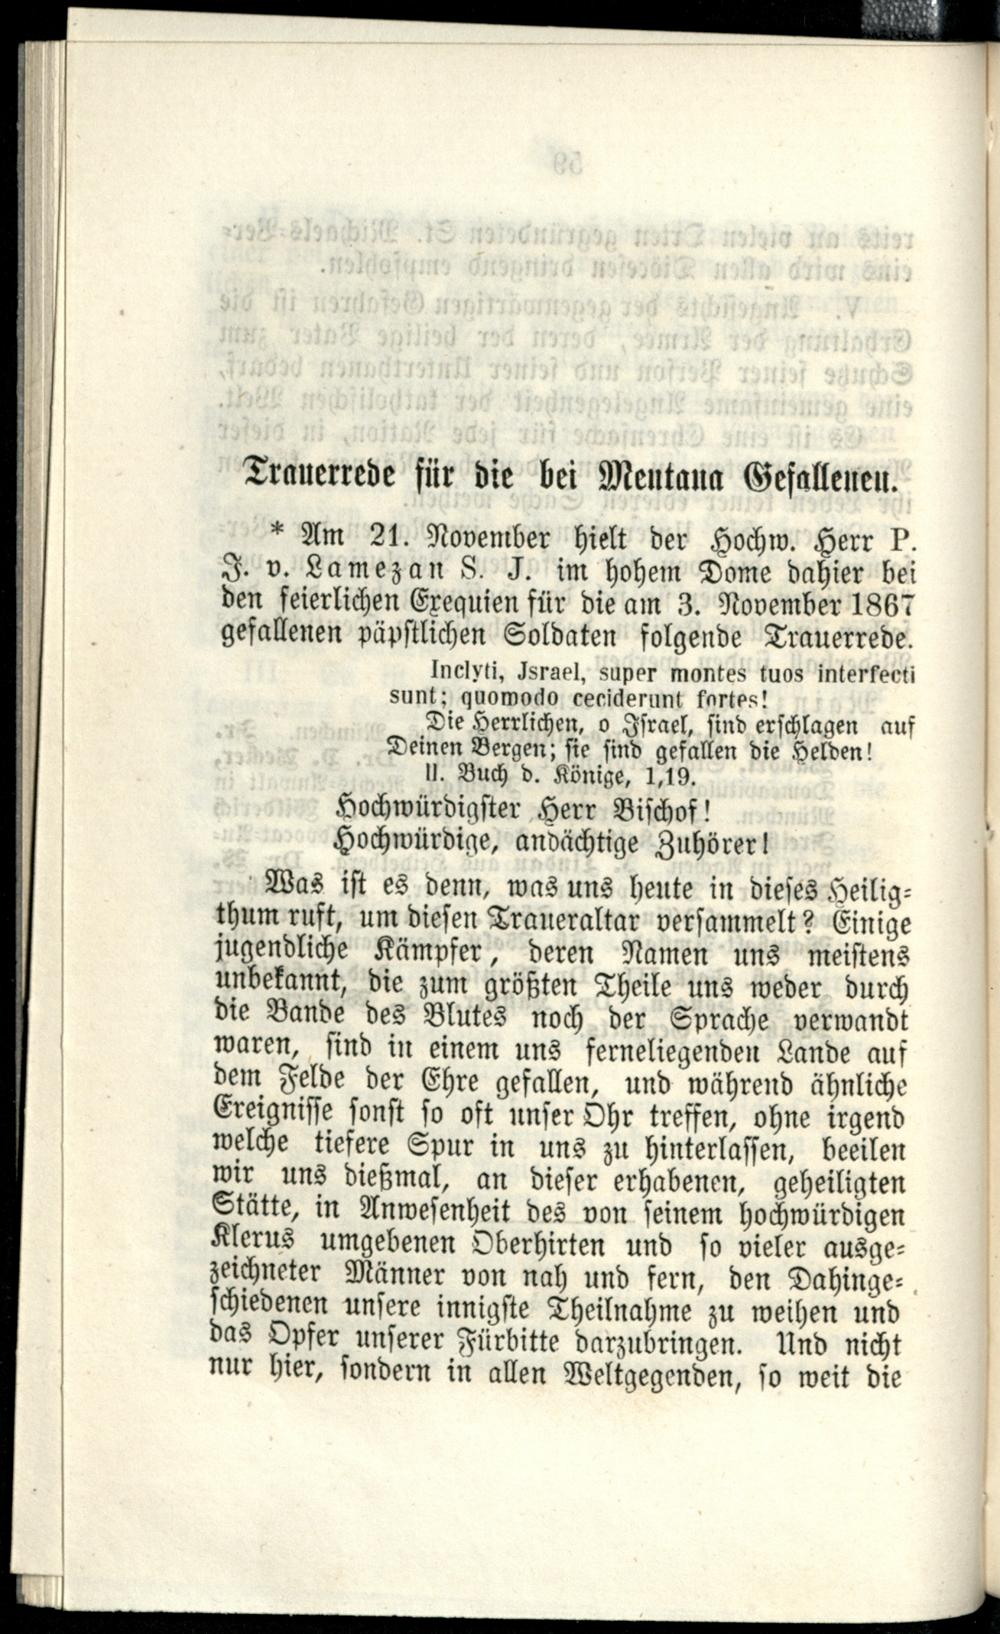 Trauerrede für die bei Mentana Gefallenen.
* Am 21. November hielt der Hochw. Herr P.
J. v. Lamezan S. J. im hohem Dome dahier bei
den feierlichen Exequien für die am 3. November 1867
gefallenen päpstlichen Soldaten folgende Trauerrede.
Inclyti, Jsrael, super montes tuos interfecti
sunt; quomodo ceciderunt fortes!
Die Herrlichen, o Israel, sind erschlagen auf
Deinen Bergen; sie sind gefallen die Helden!
II. Buch d. Könige, 1,19.
Hochwürdigster Herr Bischof!
Hochwürdige, andächtige Zuhörer!
Was ist es denn, was uns heute in dieses Heilig-
thum ruft, um diesen Traueraltar versammelt? Einige
jugendliche Kämpfer, deren Namen uns meistens
unbekannt, die zum größten Theile uns weder durch
die Bande des Blutes noch der Sprache verwandt
waren, sind in einem uns ferneliegenden Lande auf
dem Felde der Ehre gefallen, und während ähnliche
Ereignisse sonst so oft unser Ohr treffen, ohne irgend
welche tiefere Spur in uns zu hinterlassen, beeilen
wir uns dießmal, an dieser erhabenen, geheiligten
Stätte, in Anwesenheit des von seinem hochwürdigen
Klerus umgebenen Oberhirten und so vieler ausge-
zeichneter Männer von nah und fern, den Dahinge-
schiedenen unsere innigste Theilnahme zu weihen und
das Opfer unserer Fürbitte darzubringen. Und nicht
nur hier, sondern in allen Weltgegenden, so weit die